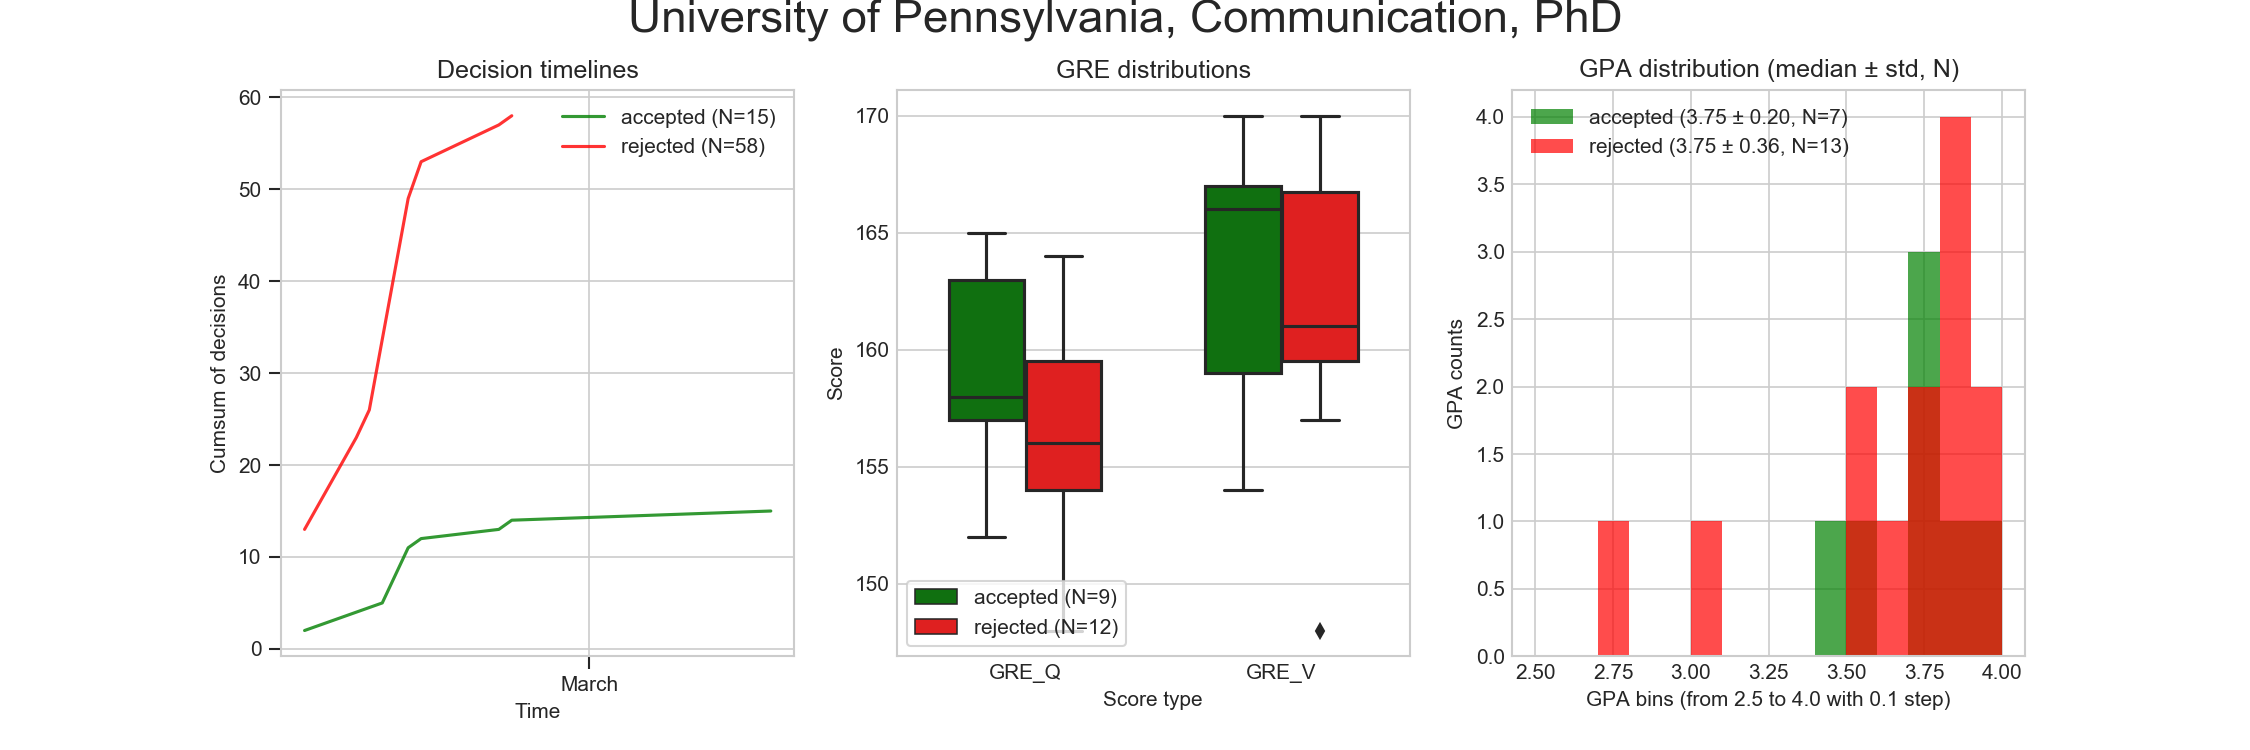 University of Pennsylvania, Communication, PhD
Decision timelines
60
50
40
30
20
10
0
Cumsum of decisions
accepted (N=15)
rejected (N=58)
March
Time
GRE distributions
170
165
160
155
150
Score
accepted (N=9)
rejected (N=12)
GRE_Q GRE_V
Score type
GPA distribution (median ± std, N)
4.0
3.5
3.0
2.5
2.0
1.5
1.0
0.5
0.0
GPA counts
accepted (3.75 ± 0.20, N=7)
rejected (3.75 ± 0.36, N=13)
2.50 2.75 3.00 3.25 3.50 3.75 4.00
GPA bins (from 2.5 to 4.0 with 0.1 step)